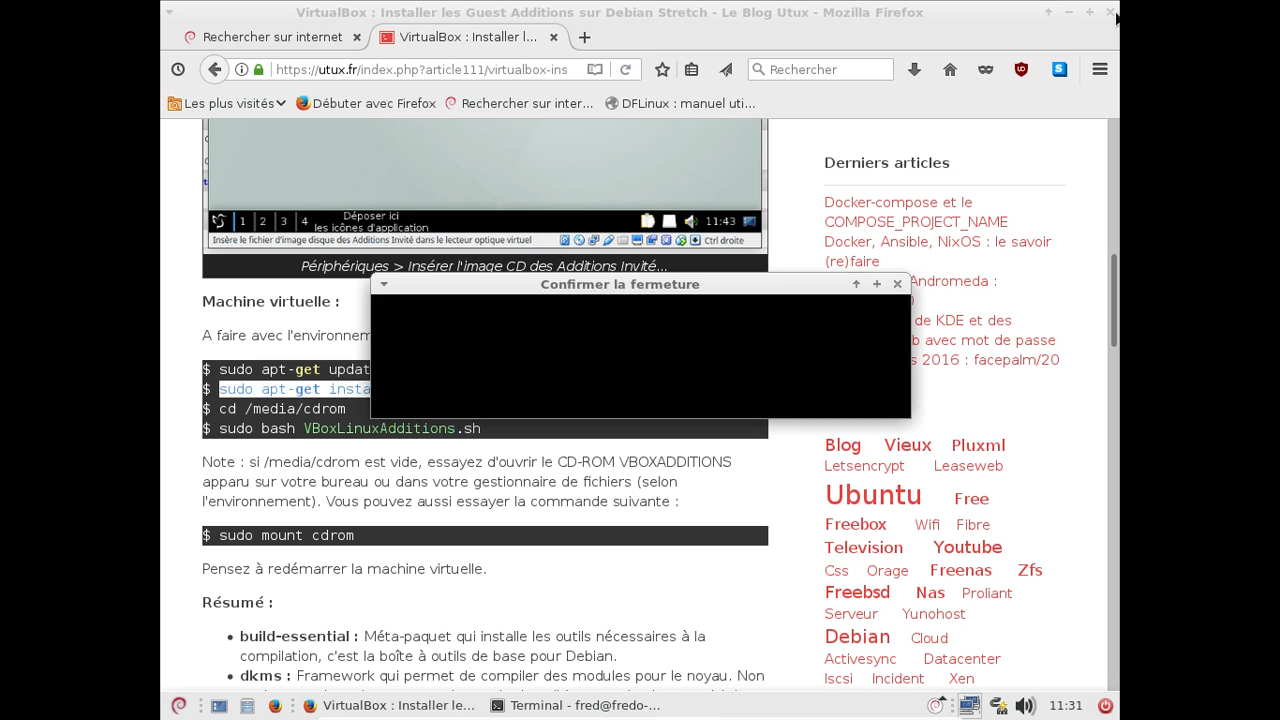 VirtualBox : Installer les Guest Additions sur Debian Stretch - Le Blog Utux - Mozilla Firefox
Rechercher sur internet
VirtualBox : Installer l...
https://utux.fr/index.php?article111/virtualbox-ins
Rechercher
Les plus visités
Débuter avec Firefox
Rechercher sur inter...
DFLinux : manuel uti...
1 2 3 4
Déposer ici
les icônes d'application
11:43
Insère le fichier d'image disque des Additions Invité dans le lecteur optique virtuel
Ctrl droite
Périphériques > Insérer l'image CD des Additions Invité...
Confirmer la fermeture
Machine virtuelle :
A faire avec l'environnem
$ sudo apt-get updat
$ sudo apt-get insta
$ cd /media/cdrom
$ sudo bash VBoxLinuxAdditions.sh
Note : si /media/cdrom est vide, essayez d'ouvrir le CD-ROM VBOXADDITIONS
apparu sur votre bureau ou dans votre gestionnaire de fichiers (selon
l'environnement). Vous pouvez aussi essayer la commande suivante :
$ sudo mount cdrom
Pensez à redémarrer la machine virtuelle.
Résumé :
• build-essential : Méta-paquet qui installe les outils nécessaires à la
compilation, c'est la boîte à outils de base pour Debian.
• dkms : Framework qui permet de compiler des modules pour le noyau. Non
Derniers articles
Docker-compose et le
COMPOSE_PROJECT_NAME
Docker, Ansible, NixOS : le savoir
(re)faire
Andromeda :
de KDE et des
b avec mot de passe
2016 : facepalm/20
Blog Vieux Pluxml
Letsencrypt Leaseweb
Ubuntu Free
Freebox Wifi Fibre
Television Youtube
Css Orage Freenas Zfs
Freebsd Nas Proliant
Serveur Yunohost
Debian Cloud
Activesync Datacenter
Iscsi Incident Xen
VirtualBox : Installer le...
Terminal - fred@fredo-...
11:31